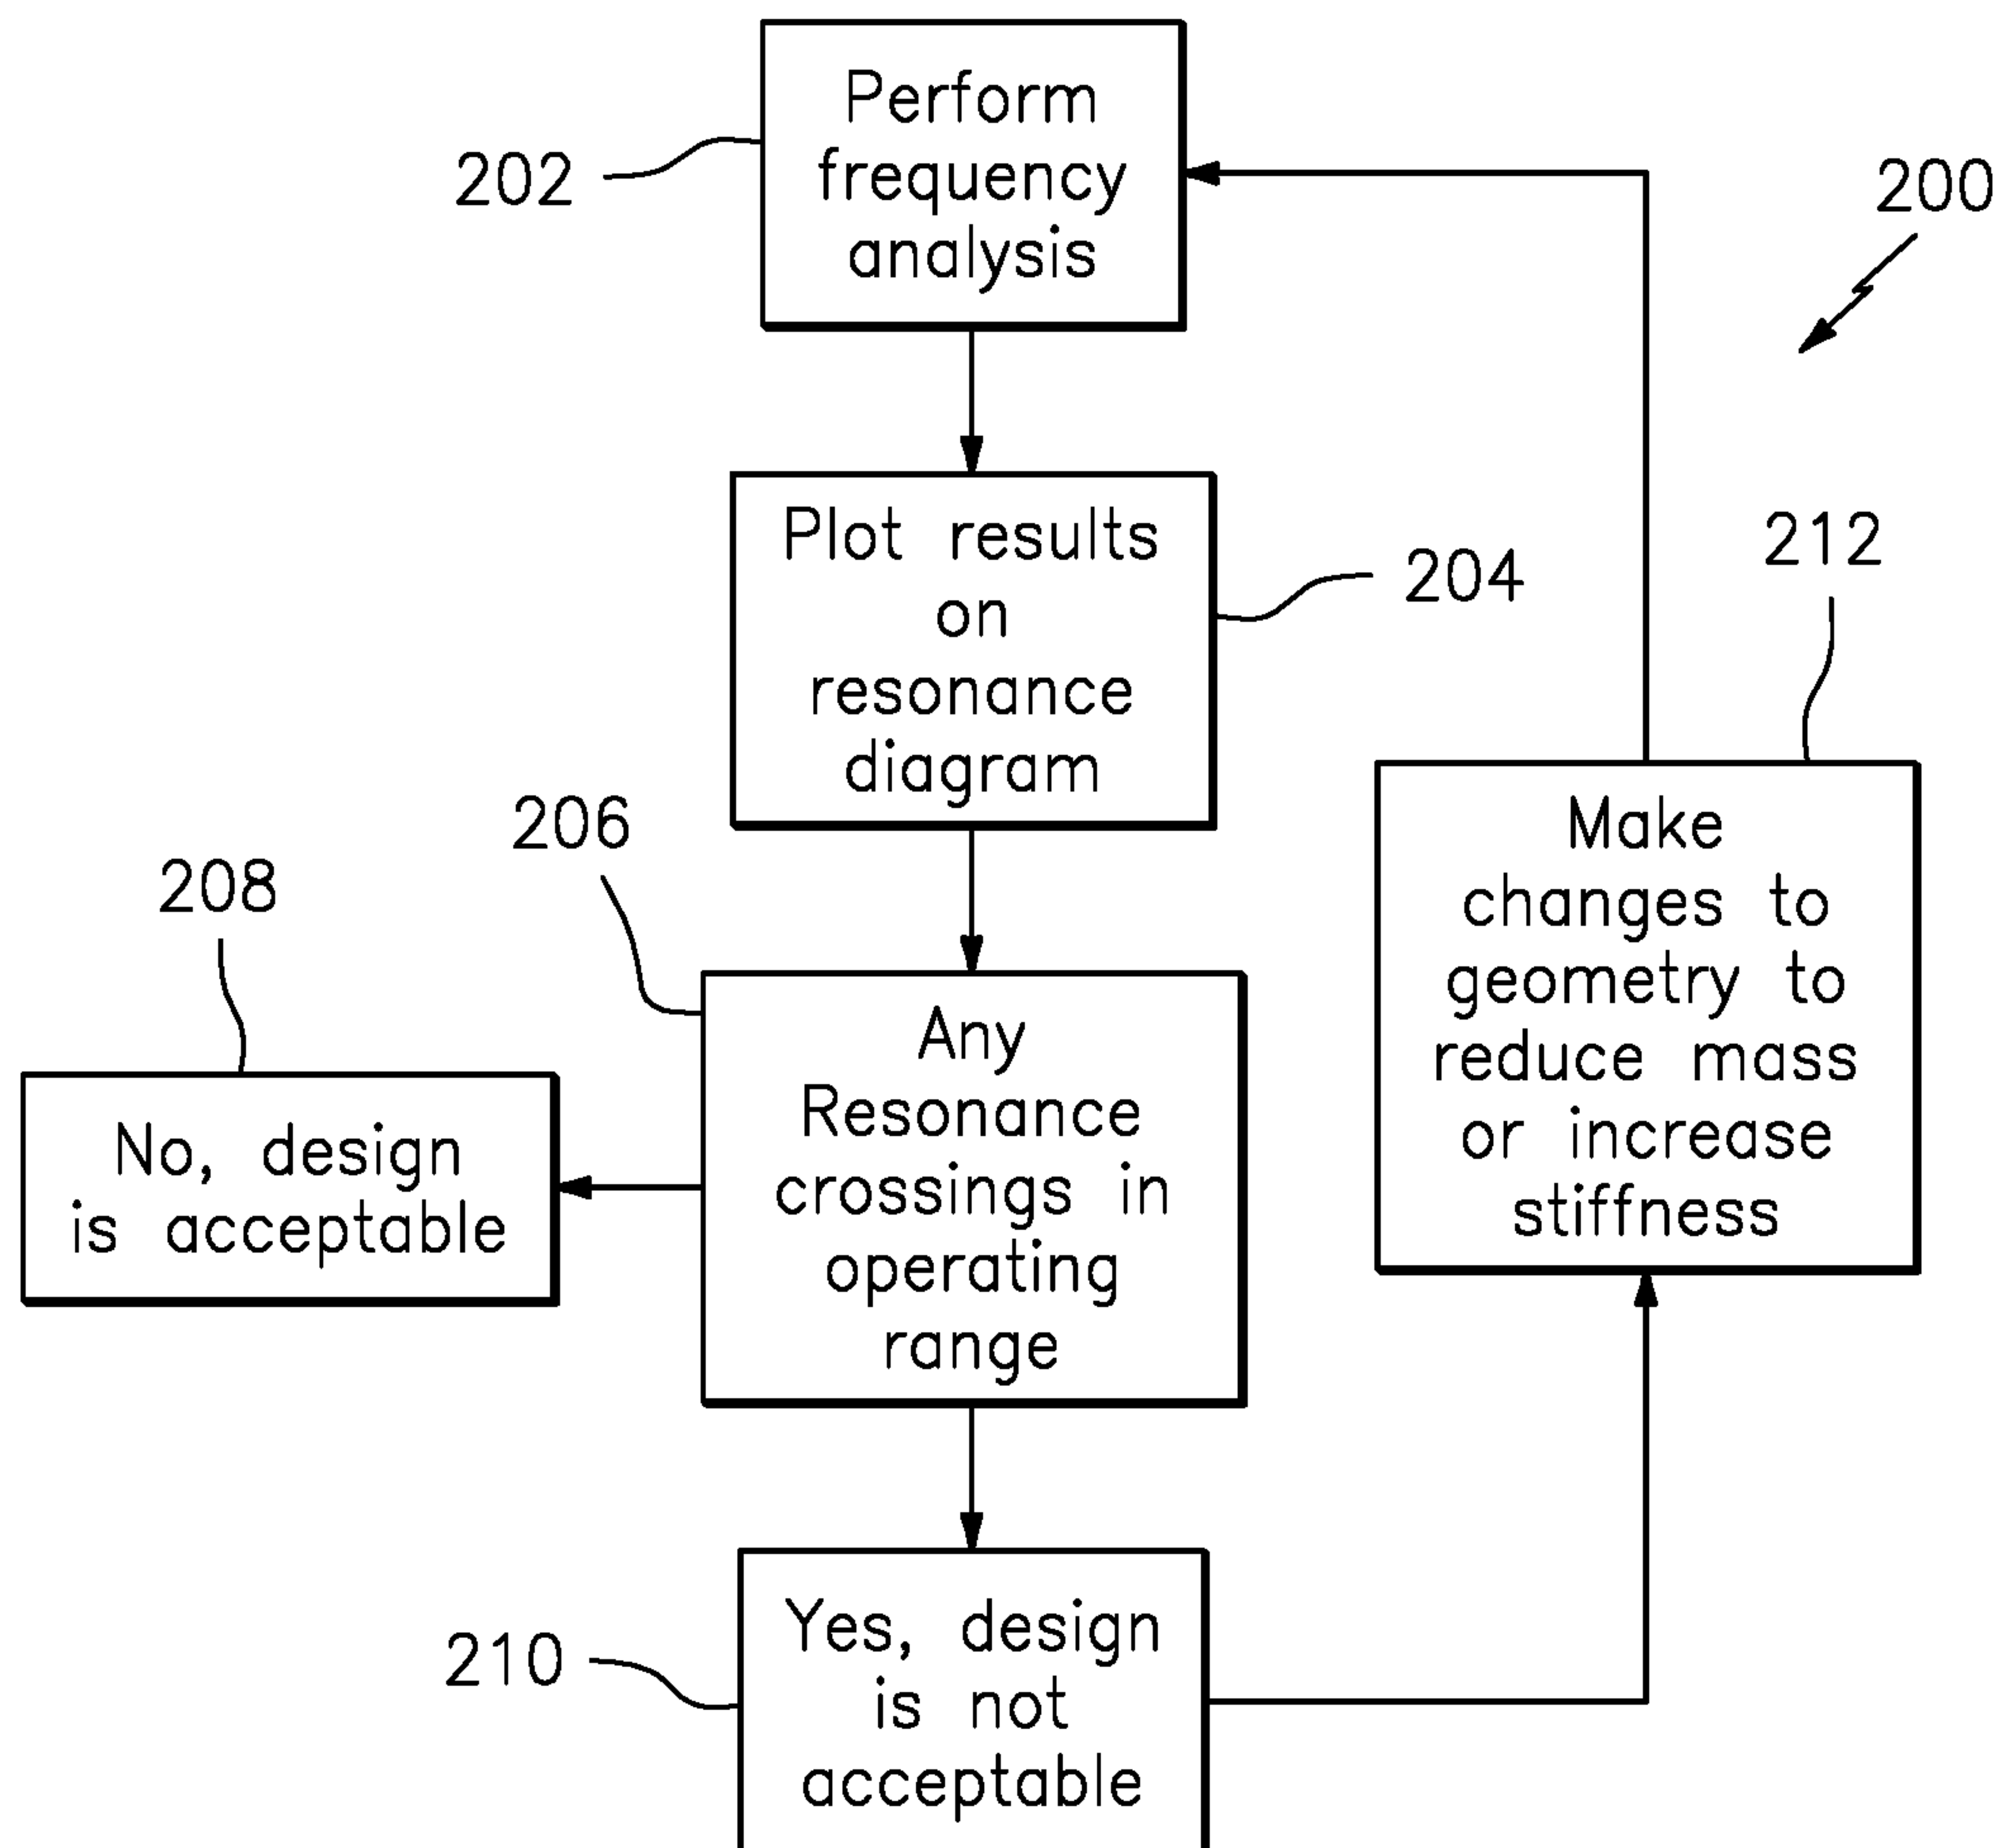 Perform
frequency
analysis
202
200
Plot results
on
resonance
diagram
204
212
Make
changes to
geometry to
reduce mass
or increase
stiffness
206
208
Any
Resonance
crossings in
operating
range
No, design
is acceptable
Yes, design
is not
acceptable
210